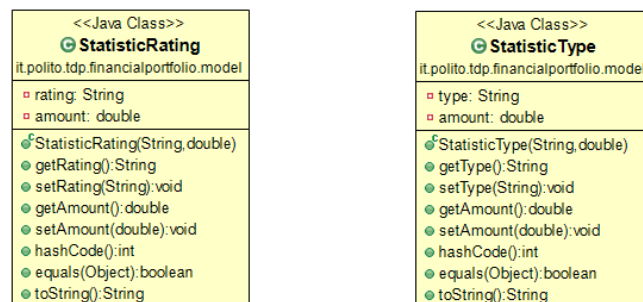 <<Java Class>>
StatisticRating
it.polito.tdp.financialportfolio.model
rating: String
amount: double
StatisticRating(String,double)
getRating():String
setRating(String):void
getAmount():double
setAmount(double):void
hashCode():int
equals(Object):boolean
toString():String
<<Java Class>>
StatisticType
it.polito.tdp.financialportfolio.model
type: String
amount: double
StatisticType(String,double)
getType():String
setType(String):void
getAmount():double
setAmount(double):void
hashCode():int
equals(Object):boolean
toString():String